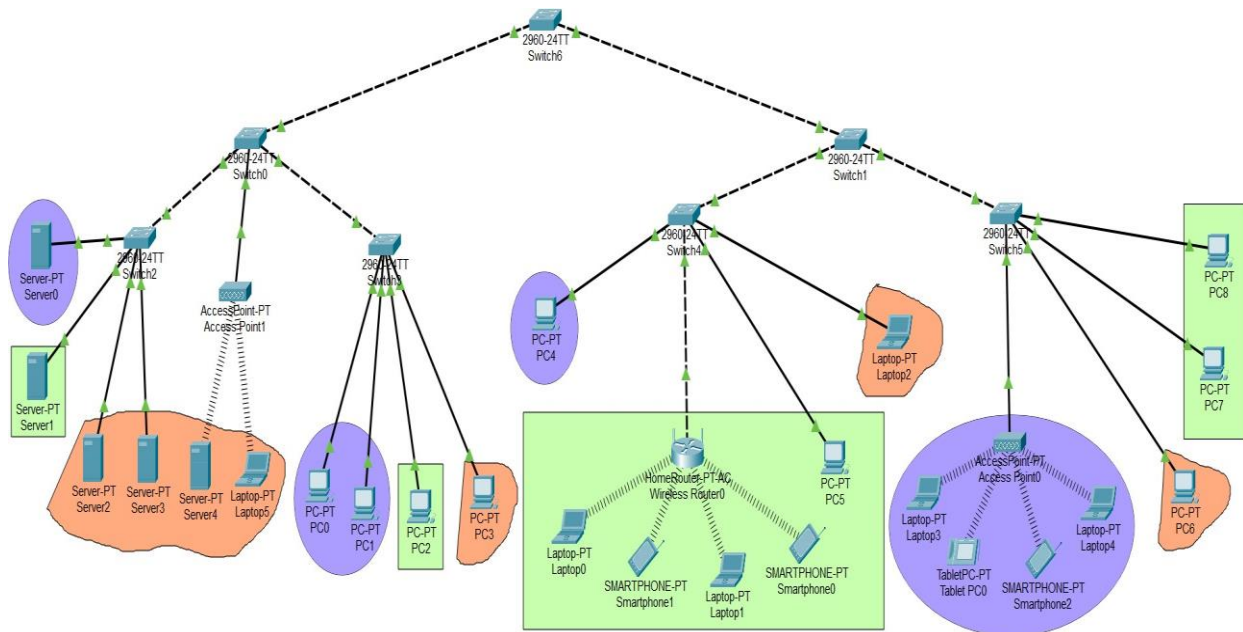 2960-24TT
Switch6
2960-24TT
Switch0
2960-24TT
Switch1
Server-PT
Server0
2960-24TT
Switch2
2960-24TT
Switch3
2960-24TT
Switch4
2960-24TT
Switch5
PC-PT
PC8
AccessPoint-PT
Access Point1
PC-PT
PC4
Laptop-PT
Laptop2
PC-PT
PC7
Server-PT
Server1
Server-PT
Server2
Server-PT
Server3
Server-PT
Server4
Laptop-PT
Laptop5
PC-PT
PC0
PC-PT
PC1
PC-PT
PC2
PC-PT
PC3
HomeRouter-PT-AC
Wireless Router0
PC-PT
PC5
AccessPoint-PT
Access Point0
PC-PT
PC6
Laptop-PT
Laptop0
SMARTPHONE-PT
Smartphone1
Laptop-PT
Laptop1
SMARTPHONE-PT
Smartphone0
Laptop-PT
Laptop3
TabletPC-PT
Tablet PC0
SMARTPHONE-PT
Smartphone2
Laptop-PT
Laptop4